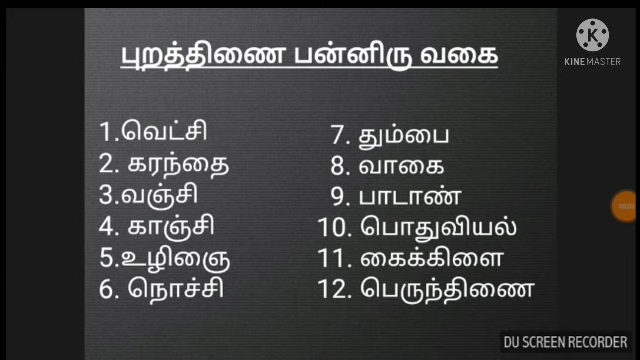 புறத்திணை பன்னிரு வகை
KINEMASTER
1.வெட்சி
2. கரந்தை
3.வஞ்சி
4. காஞ்சி
5.உழிஞை
6. நொச்சி
7. தும்பை
8. வாகை
9. பாடாண்
10. பொதுவியல்
11. கைக்கிளை
12. பெருந்திணை
DU SCREEN RECORDER